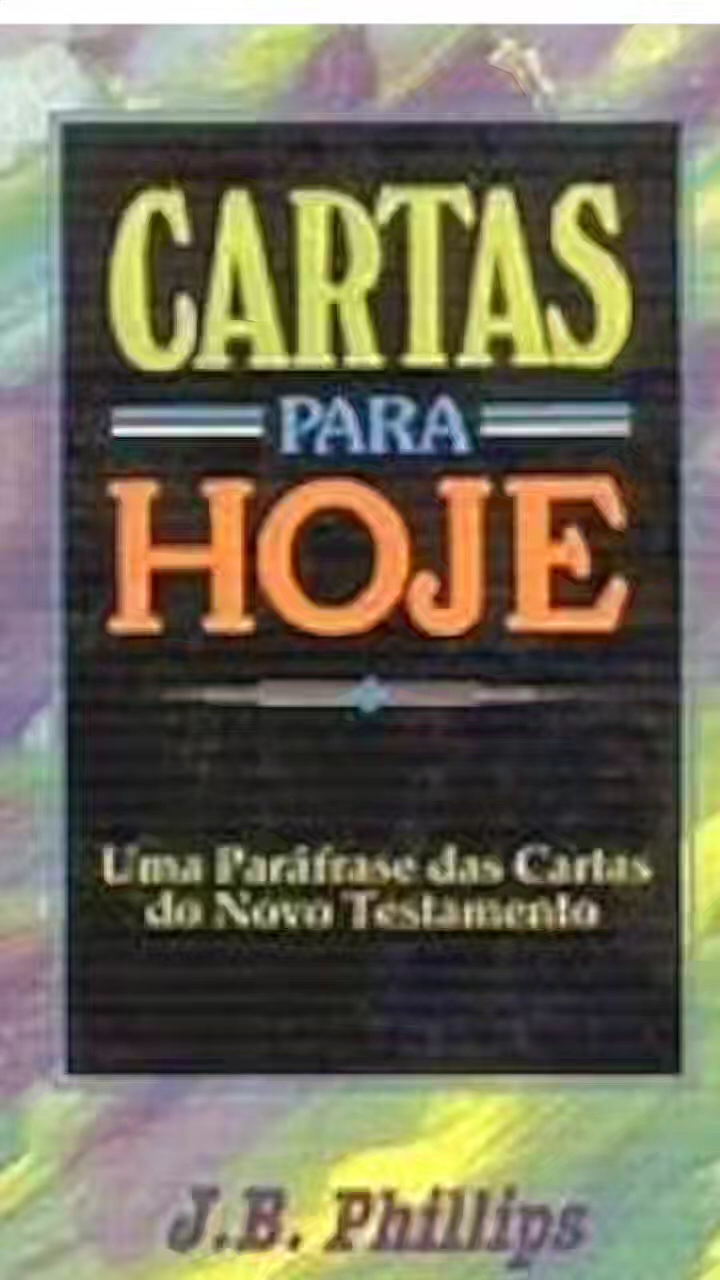 CARTAS
PARA
HOJE
Uma Paráfrase das Cartas
do Novo Testamento
J.B. Phillips